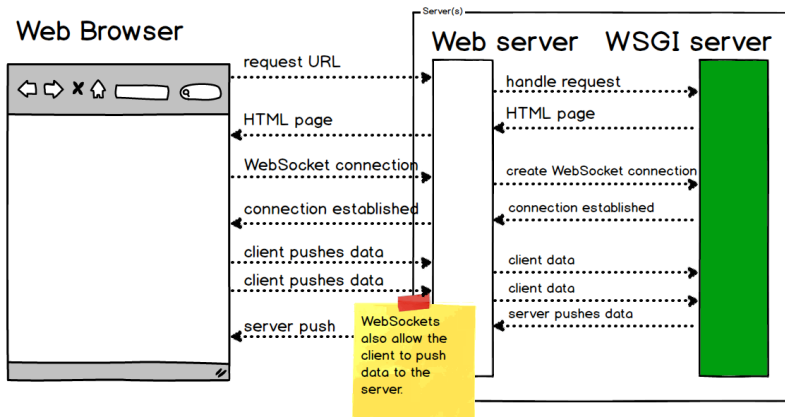 Server(s)
Web Browser
Web server
WSGI server
request URL
handle request
HTML page
HTML page
WebSocket connection
create WebSocket connection
connection established
connection established
client pushes data
client data
client pushes data
client data
server pushes data
server push
WebSockets
also allow the
client to push
data to the
server.